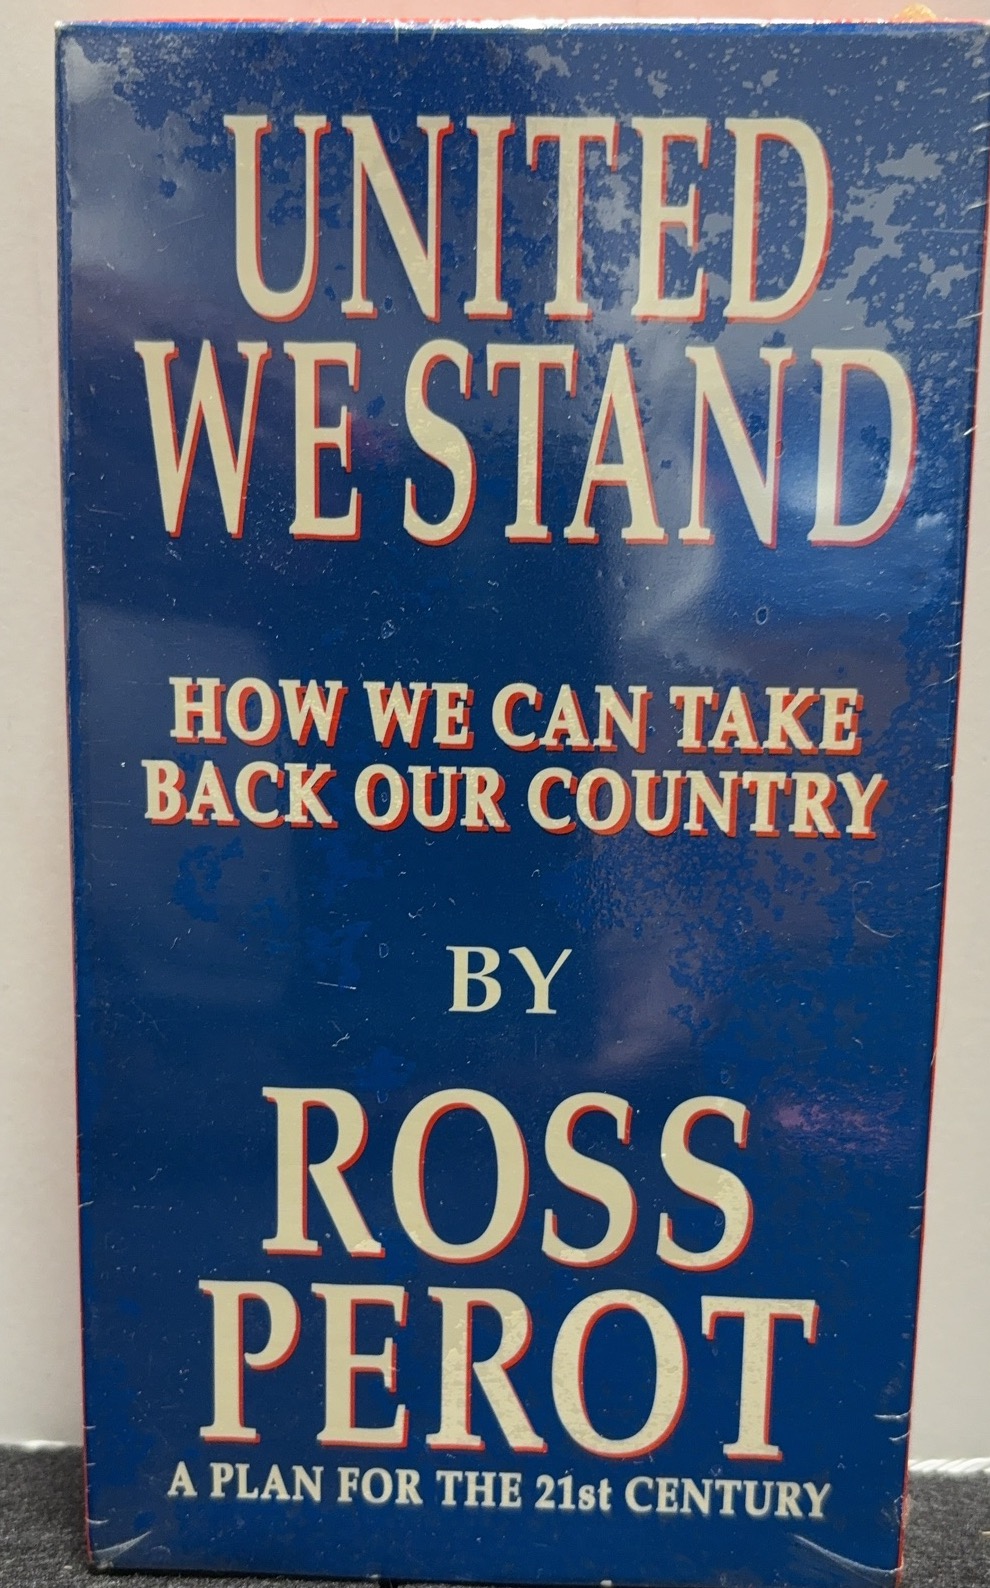 UNITED
WE STAND
HOW WE CAN TAKE
BACK OUR COUNTRY
BY
ROSS
PEROT
A PLAN FOR THE 21st CENTURY